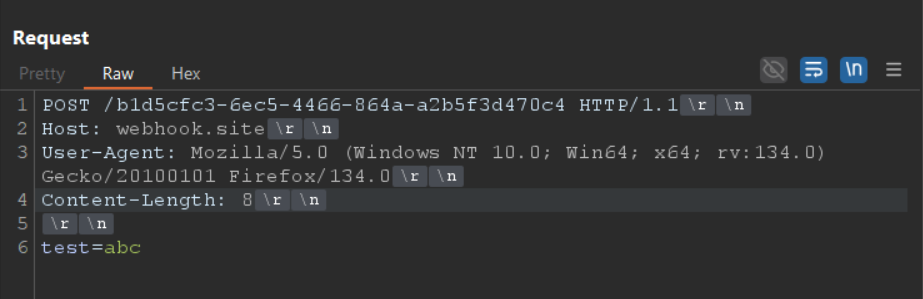 Request
Pretty Raw Hex \n
1 POST /b1d5cfc3-6ec5-4466-864a-a2b5f3d470c4 HTTP/1.1 \r \n
2 Host: webhook.site \r \n
3 User-Agent: Mozilla/5.0 (Windows NT 10.0; Win64; x64; rv:134.0)
Gecko/20100101 Firefox/134.0 \r \n
4 Content-Length: 8 \r \n
5 \r \n
6 test=abc